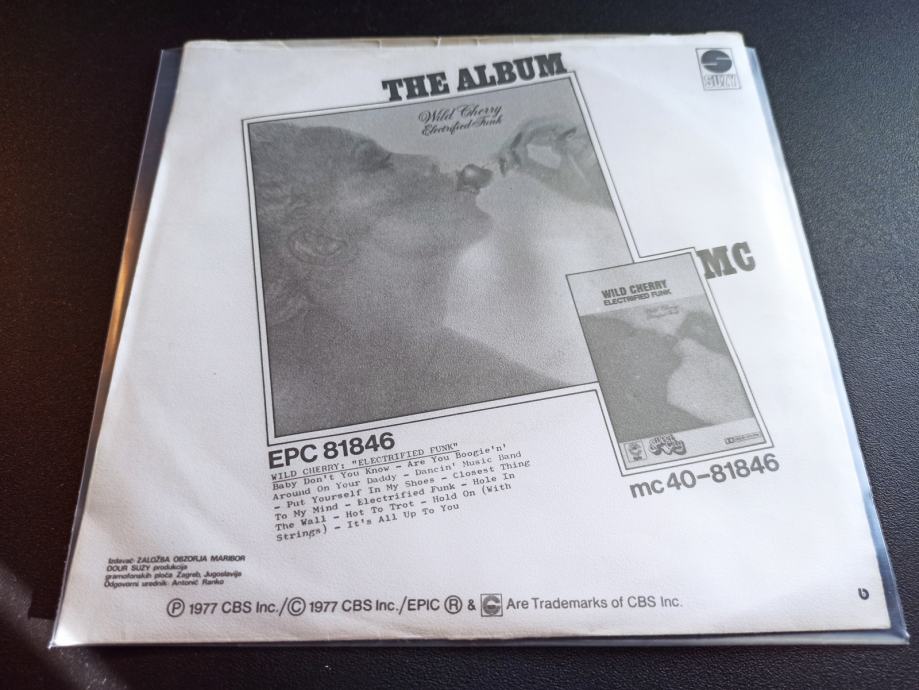 THE ALBUM
SUZY
Wild Cherry
Electrified Funk
MC
WILD CHERRY
ELECTRIFIED FUNK
EPC 81846
WILD CHERRY: "ELECTRIFIED FUNK"
Baby Don't You Know - Are You Boogie'n'
Around On Your Daddy - Dancin' Music Band
- Put Yourself In My Shoes - Closest Thing
To My Mind - Electrified Funk - Hole In
The Wall - Hot To Trot - Hold On (With
Strings) - It's All Up To You
mc 40-81846
Izdavač: ZALOŽBA OBZORJA MARIBOR
DOUR SUZY produkcija
gramofonskih ploča Zagreb, Jugoslavija
Odgovorni urednik: Antonić Ranko
Ⓟ 1977 CBS Inc./© 1977 CBS Inc./EPIC ® & Are Trademarks of CBS Inc.